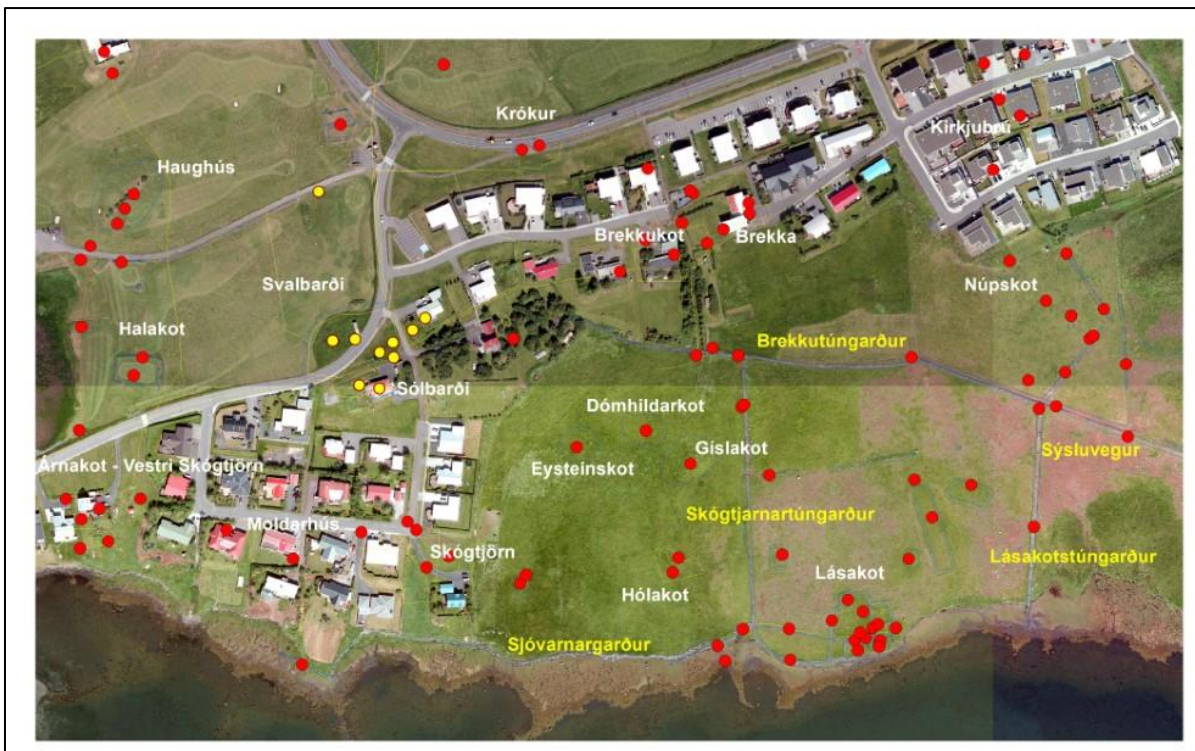 Krókur
Kirkjubrú
Haughús
Brekkukot
Brekka
Svalbarði
Núpskot
Halakot
Brekkutúngarður
Sólbarði
Dómhildarkot
Gíslakot
Eysteinskot
Sýsluvegur
Árnakot - Vestri Skógtjörn
Skógtjarnartúngarður
Moldarhús
Skógtjörn
Lásakotstúngarður
Lásakot
Hólakot
Sjóvarnargarður